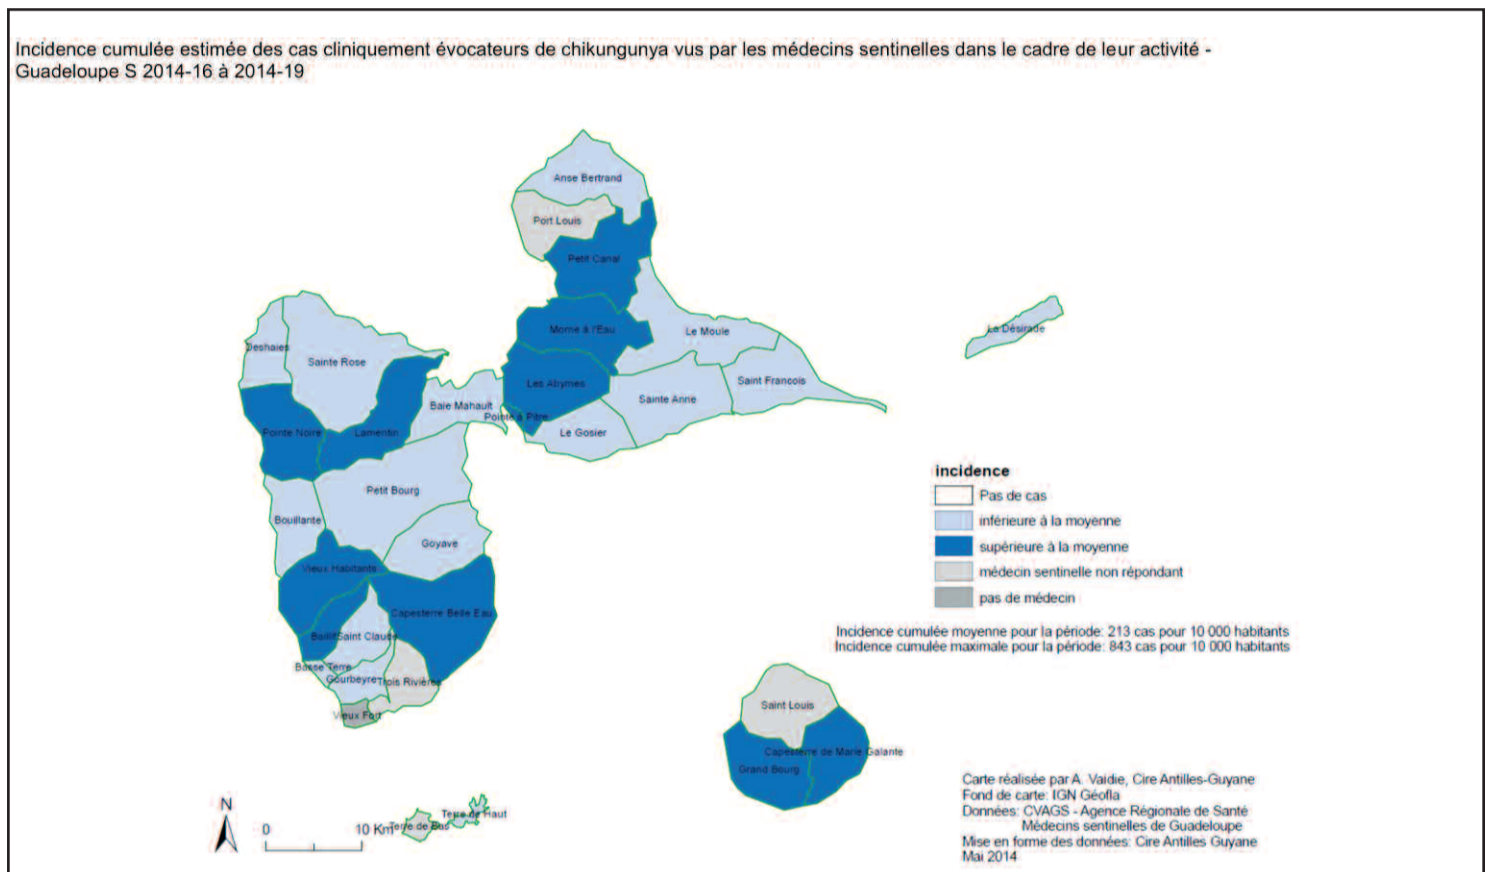 Incidence cumulée estimée des cas cliniquement évocateurs de chikungunya vus par les médecins sentinelles dans le cadre de leur activité -
Guadeloupe S 2014-16 à 2014-19
Anse Bertrand
Port Louis
Petit Canal
Morne à l'Eau
Le Moule
La Désirade
Deshaies
Sainte Rose
Les Abymes
Saint Francois
Sainte Anne
Baie Mahault
Pointe à Pitre
Le Gosier
Pointe Noire
Lamentin
Petit Bourg
Bouillante
Goyave
Vieux Habitants
Capesterre Belle Eau
Baillif
Saint Claude
Basse Terre
Gourbeyre
Trois Rivières
Vieux Fort
Saint Louis
Capesterre de Marie Galante
Grand Bourg
Terre de Haut
Terre de Bas
incidence
Pas de cas
inférieure à la moyenne
supérieure à la moyenne
médecin sentinelle non répondant
pas de médecin
Incidence cumulée moyenne pour la période: 213 cas pour 10 000 habitants
Incidence cumulée maximale pour la période: 843 cas pour 10 000 habitants
N
0 10 Km
Carte réalisée par A. Vaidie, Cire Antilles-Guyane
Fond de carte: IGN Géofla
Données: CVAGS - Agence Régionale de Santé
Médecins sentinelles de Guadeloupe
Mise en forme des données: Cire Antilles Guyane
Mai 2014